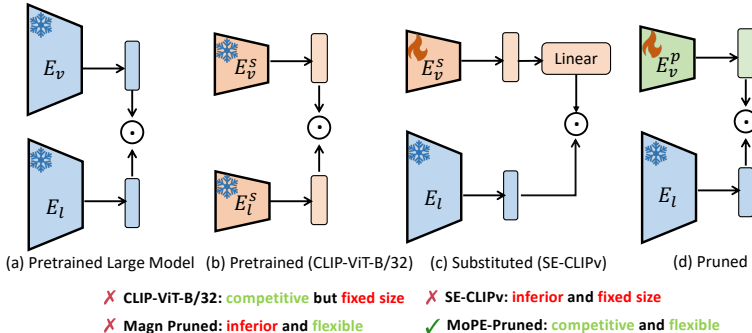 E_v
E_l
(a) Pretrained Large Model
E_v^s
E_l^s
(b) Pretrained (CLIP-ViT-B/32)
E_v^s
Linear
E_l
(c) Substituted (SE-CLIPv)
E_v^p
E_l
(d) Pruned
✗ CLIP-ViT-B/32: competitive but fixed size
✗ SE-CLIPv: inferior and fixed size
✗ Magn Pruned: inferior and flexible
✓ MoPE-Pruned: competitive and flexible